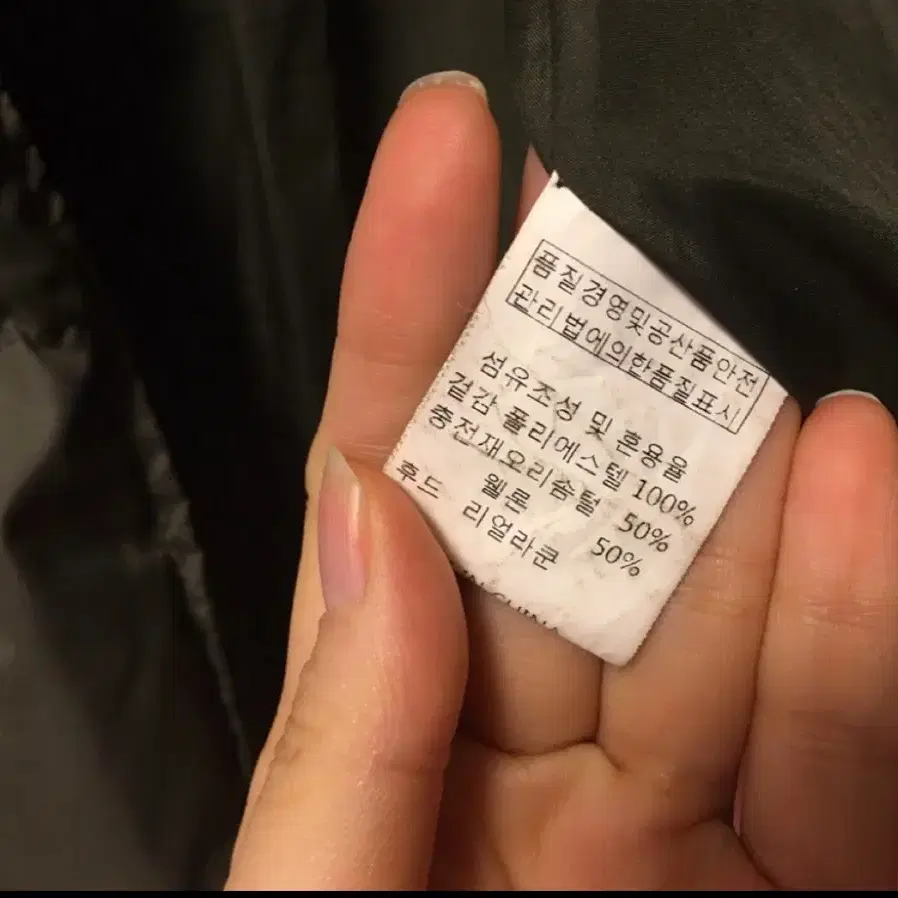 품질경영및공산품안전
관리법에의한품질표시
섬유조성 및 혼용율
겉감 폴리에스텔 100%
충전재오리솜털 50%
웰론 50%
후드 리얼라쿤